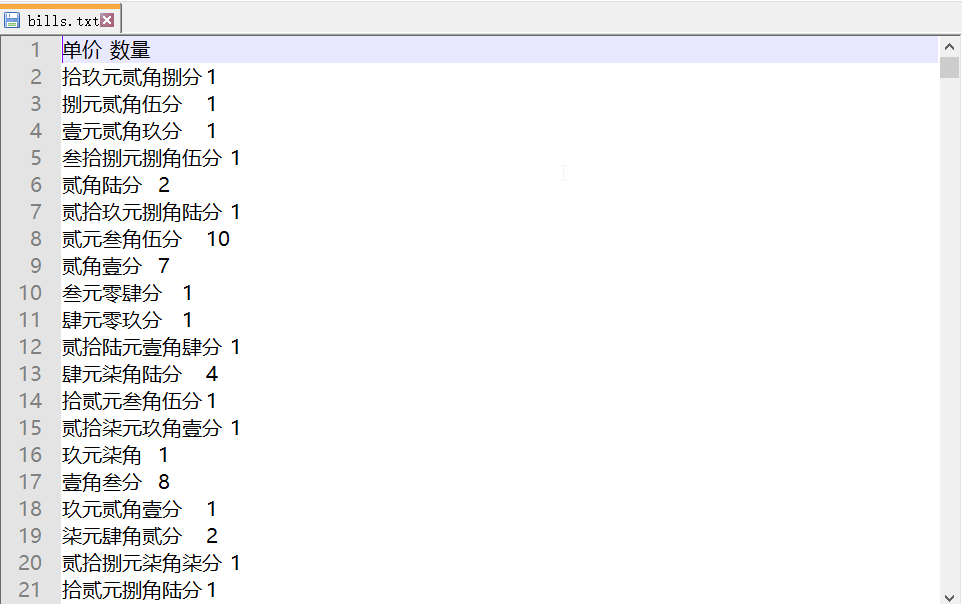 bills.txt
1 单价 数量
2 拾玖元贰角捌分 1
3 捌元贰角伍分 1
4 壹元贰角玖分 1
5 叁拾捌元捌角伍分 1
6 贰角陆分 2
7 贰拾玖元捌角陆分 1
8 贰元叁角伍分 10
9 贰角壹分 7
10 叁元零肆分 1
11 肆元零玖分 1
12 贰拾陆元壹角肆分 1
13 肆元柒角陆分 4
14 拾贰元叁角伍分 1
15 贰拾柒元玖角壹分 1
16 玖元柒角 1
17 壹角叁分 8
18 玖元贰角壹分 1
19 柒元肆角贰分 2
20 贰拾捌元柒角柒分 1
21 拾贰元捌角陆分 1